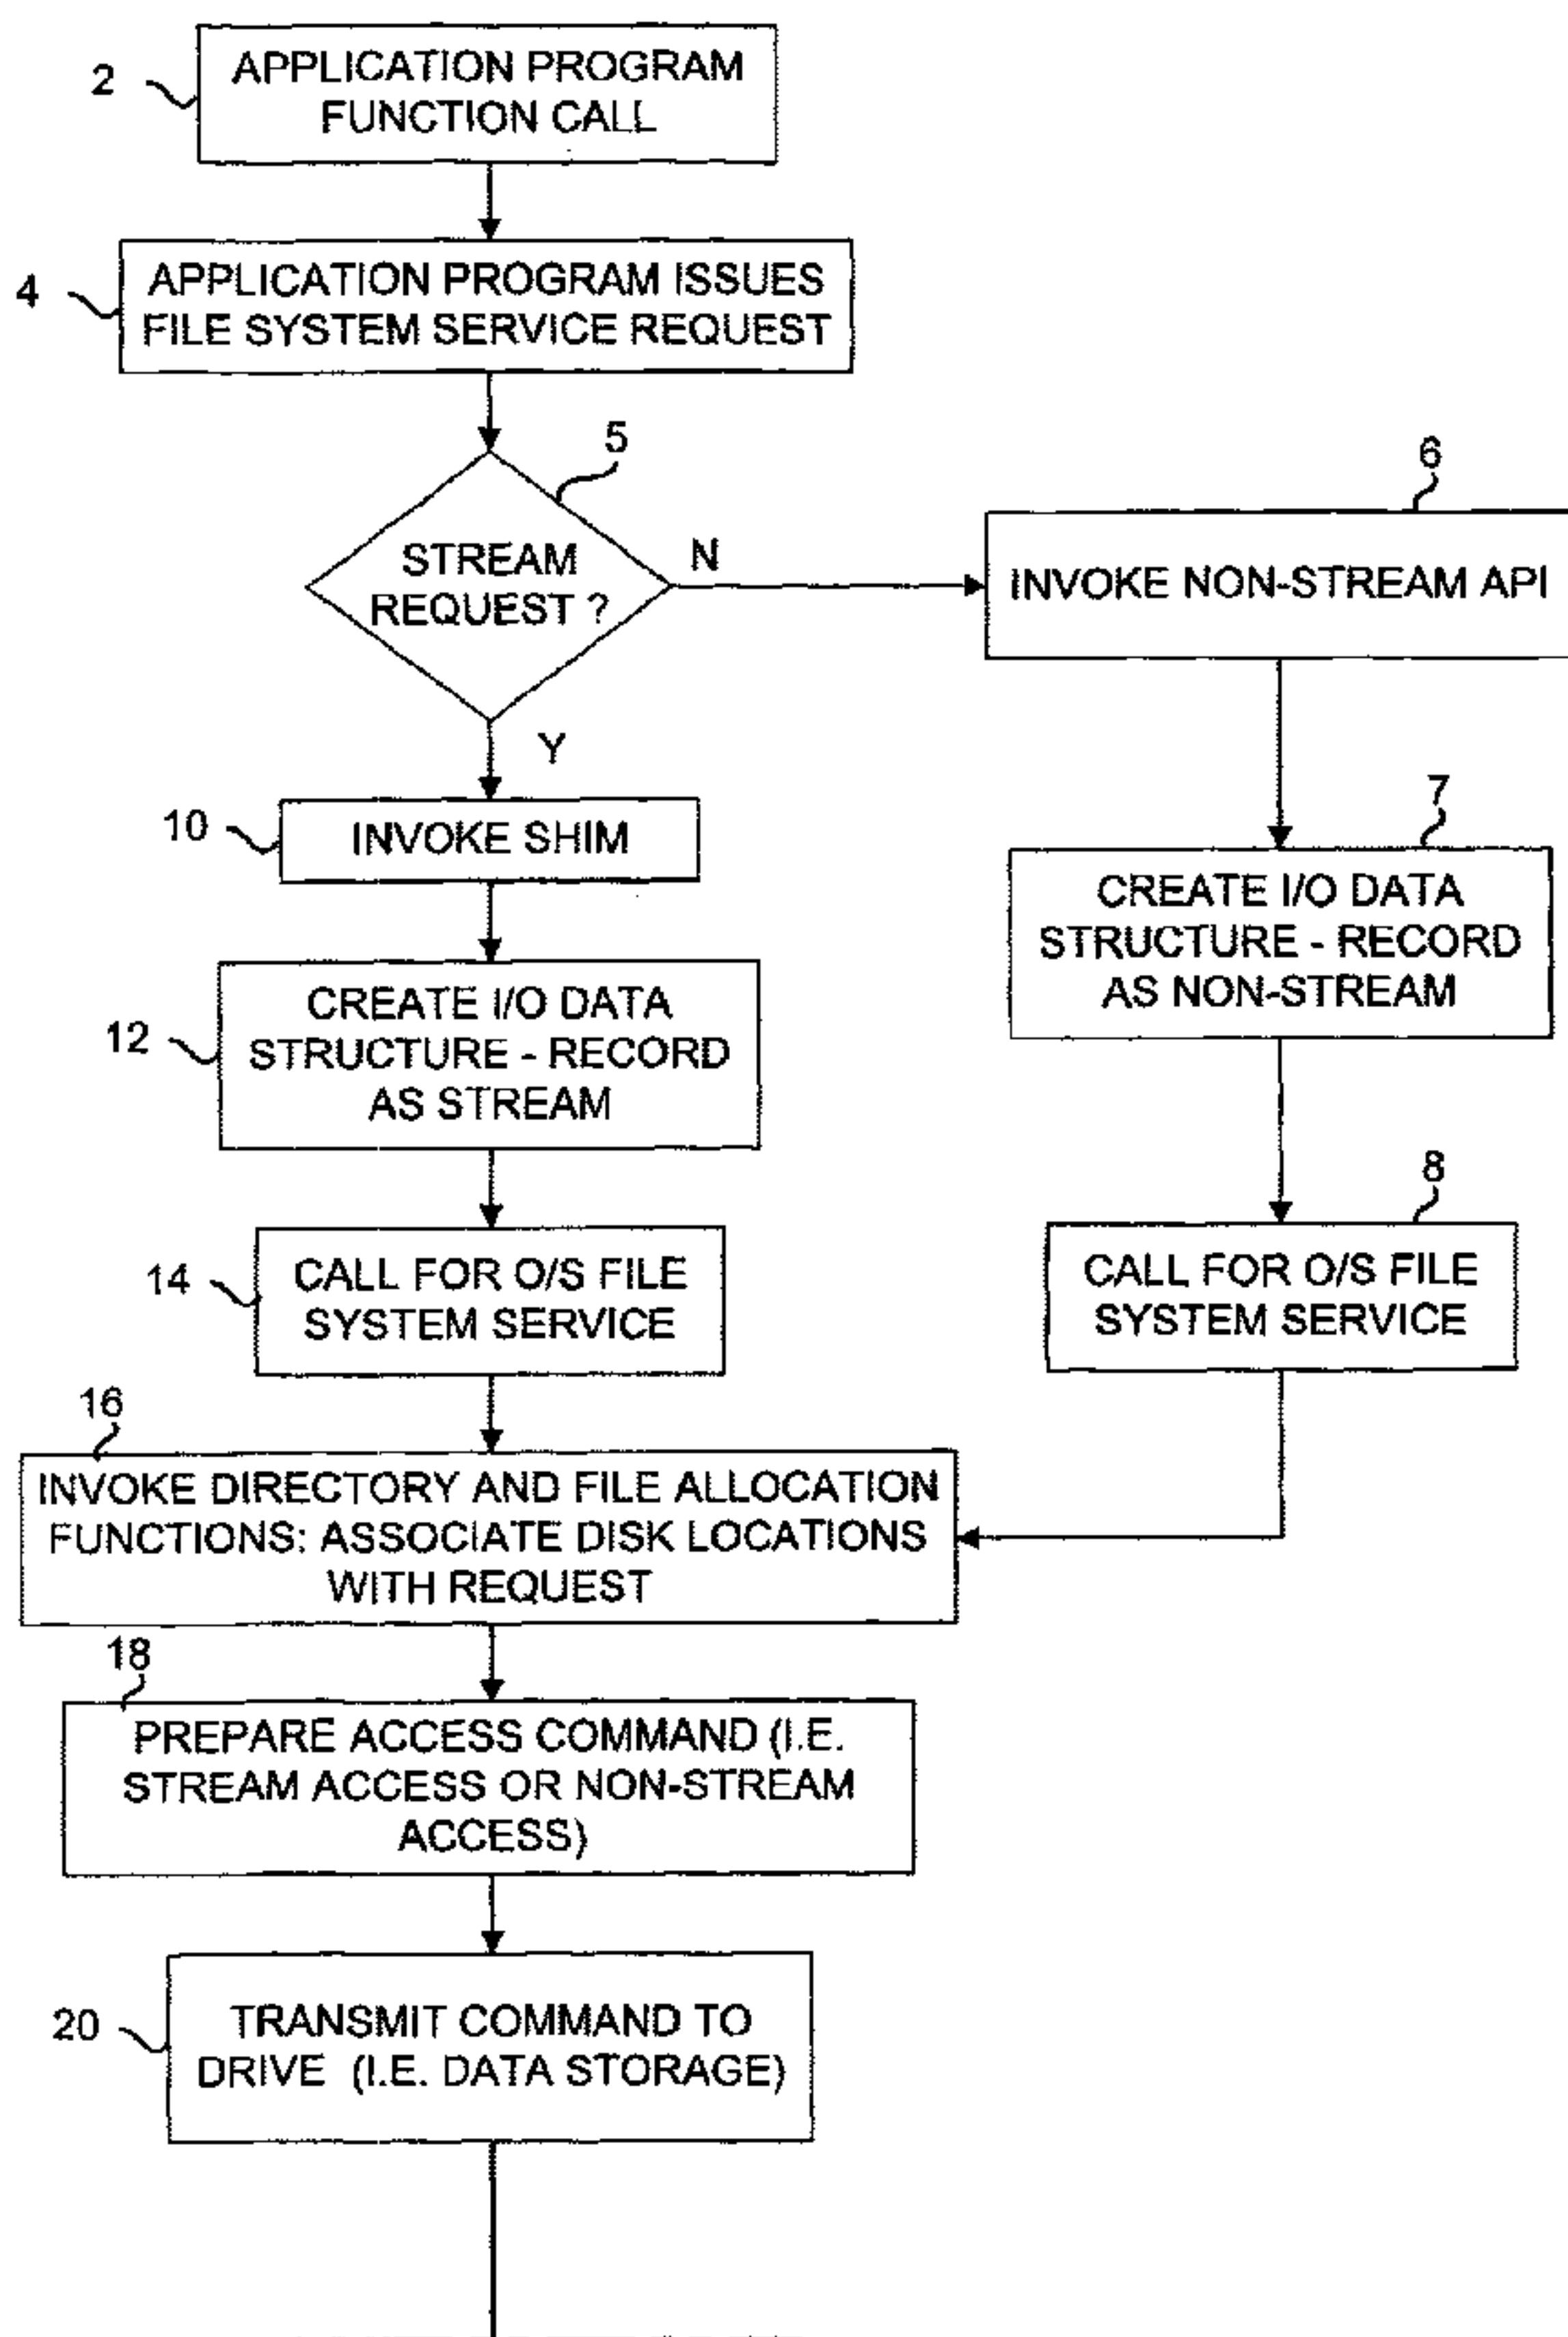 2
APPLICATION PROGRAM
FUNCTION CALL
4
APPLICATION PROGRAM ISSUES
FILE SYSTEM SERVICE REQUEST
5
STREAM
REQUEST ?
N
6
INVOKE NON-STREAM API
Y
10
INVOKE SHIM
7
CREATE I/O DATA
STRUCTURE - RECORD
AS NON-STREAM
12
CREATE I/O DATA
STRUCTURE - RECORD
AS STREAM
8
CALL FOR O/S FILE
SYSTEM SERVICE
14
CALL FOR O/S FILE
SYSTEM SERVICE
16
INVOKE DIRECTORY AND FILE ALLOCATION
FUNCTIONS: ASSOCIATE DISK LOCATIONS
WITH REQUEST
18
PREPARE ACCESS COMMAND (I.E.
STREAM ACCESS OR NON-STREAM
ACCESS)
20
TRANSMIT COMMAND TO
DRIVE (I.E. DATA STORAGE)